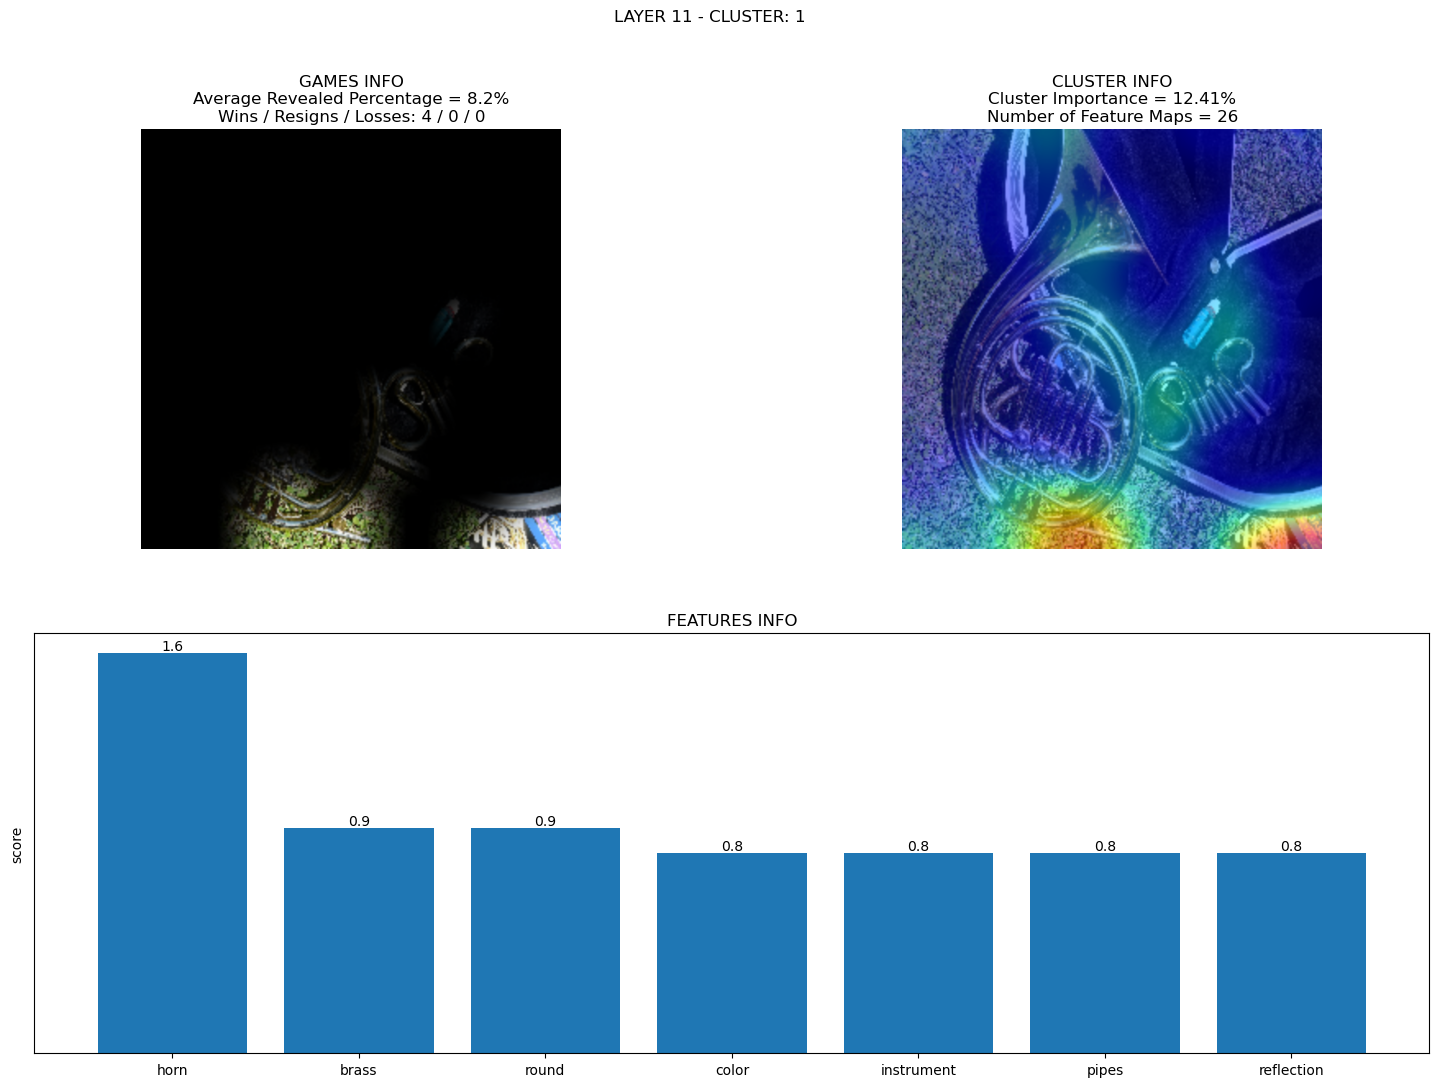 LAYER 11 - CLUSTER: 1
GAMES INFO
Average Revealed Percentage = 8.2%
Wins / Resigns / Losses: 4 / 0 / 0
CLUSTER INFO
Cluster Importance = 12.41%
Number of Feature Maps = 26
FEATURES INFO
score
1.6
0.9
0.9
0.8
0.8
0.8
0.8
horn
brass
round
color
instrument
pipes
reflection